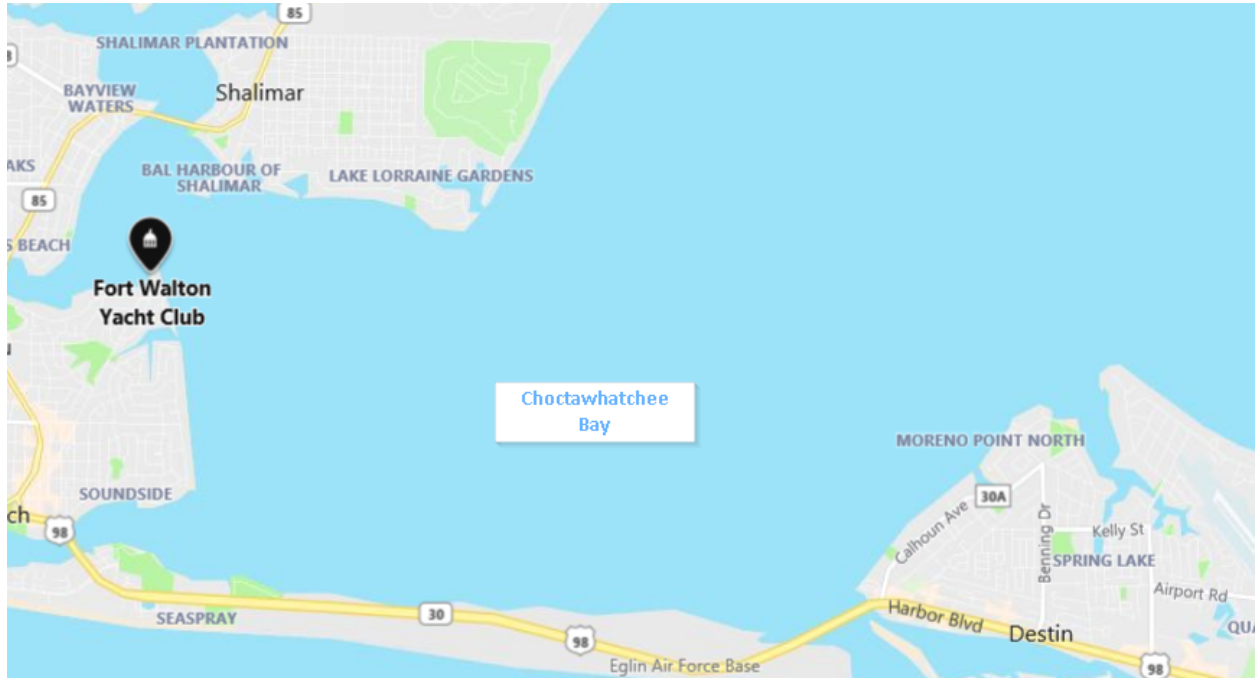 85
SHALIMAR PLANTATION
BAYVIEW
WATERS
Shalimar
BAL HARBOUR OF
SHALIMAR
LAKE LORRAINE GARDENS
AKS
85
S BEACH
Fort Walton
Yacht Club
Choctawhatchee
Bay
MORENO POINT NORTH
30A
Calhoun Ave
Benning Dr
Kelly St
SPRING LAKE
Airport Rd
SOUNDSIDE
ch
98
SEASPRAY
30
98
Eglin Air Force Base
Harbor Blvd
Destin
QUA
98